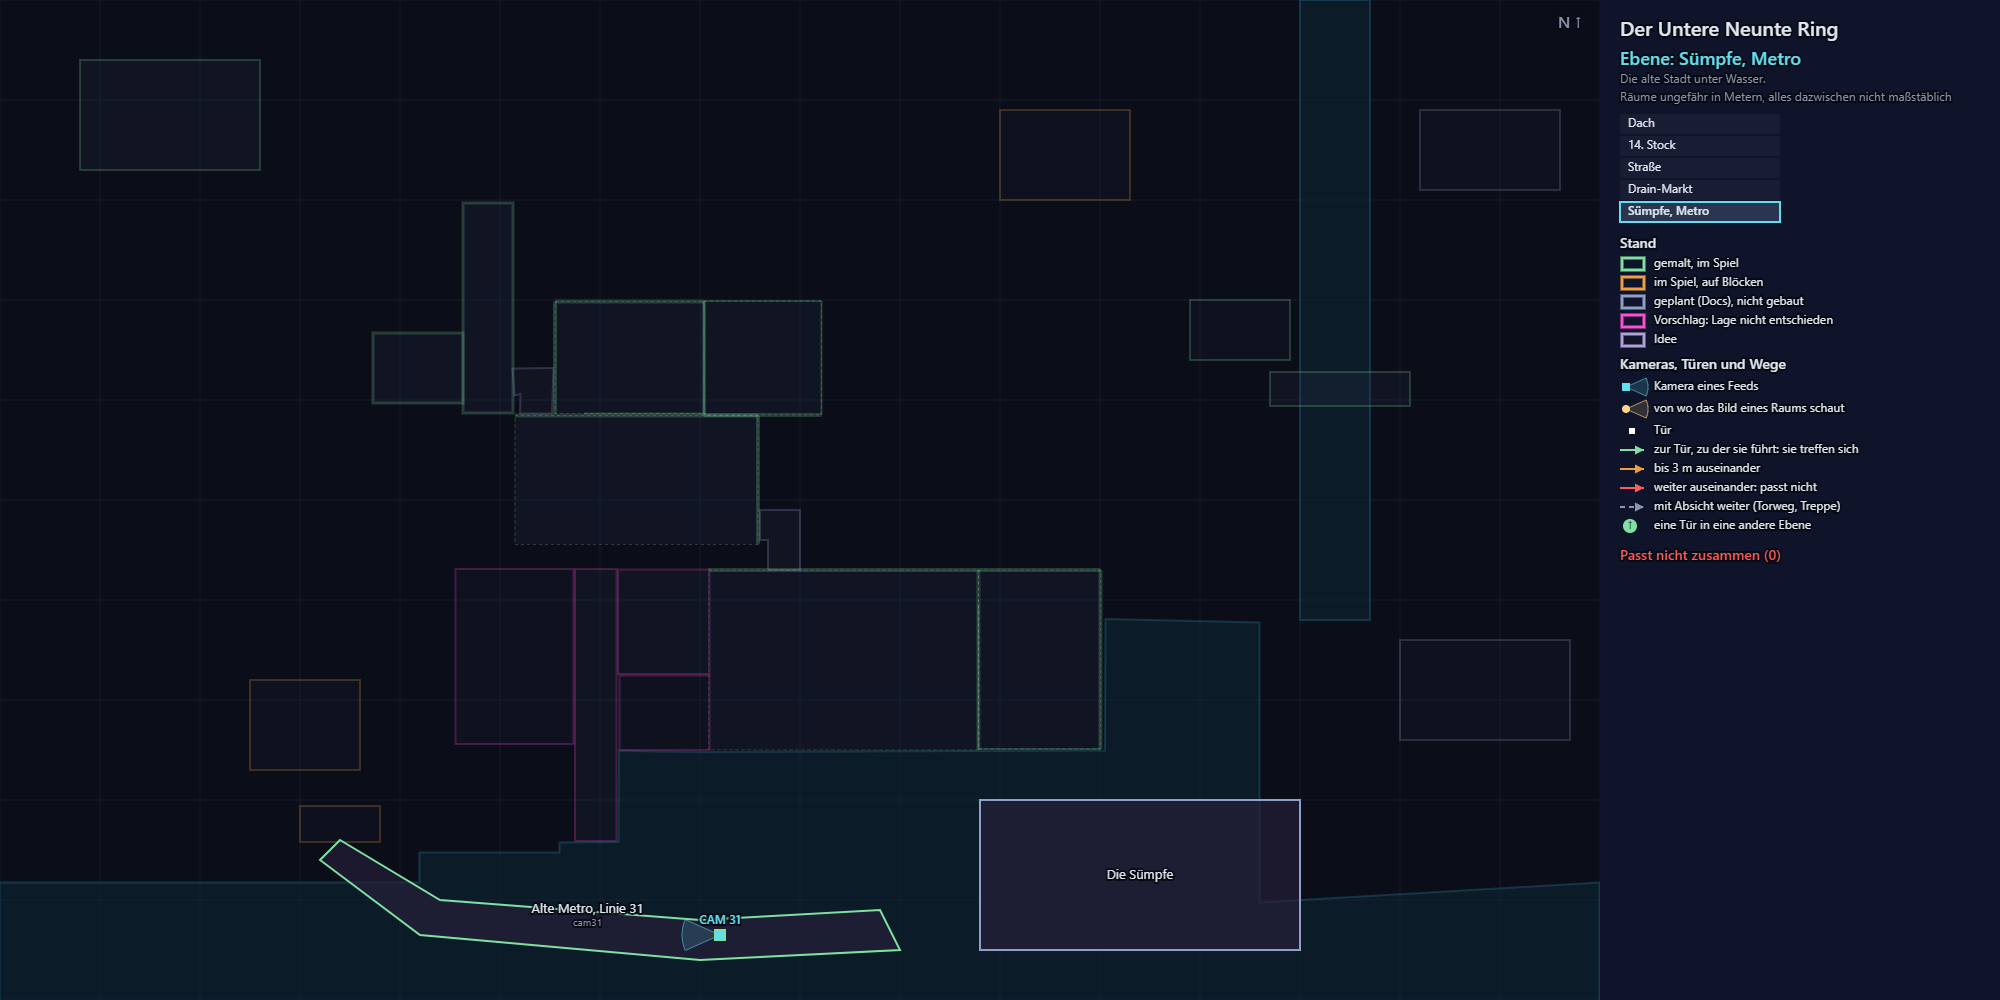 N ↑
Der Untere Neunte Ring
Ebene: Sümpfe, Metro
Die alte Stadt unter Wasser.
Räume ungefähr in Metern, alles dazwischen nicht maßstäblich
Dach
14. Stock
Straße
Drain-Markt
Sümpfe, Metro
Stand
gemalt, im Spiel
im Spiel, auf Blöcken
geplant (Docs), nicht gebaut
Vorschlag: Lage nicht entschieden
Idee
Kameras, Türen und Wege
Kamera eines Feeds
von wo das Bild eines Raums schaut
Tür
zur Tür, zu der sie führt: sie treffen sich
bis 3 m auseinander
weiter auseinander: passt nicht
mit Absicht weiter (Torweg, Treppe)
↑ eine Tür in eine andere Ebene
Passt nicht zusammen (0)
Die Sümpfe
Alte Metro, Linie 31
cam31
CAM 31